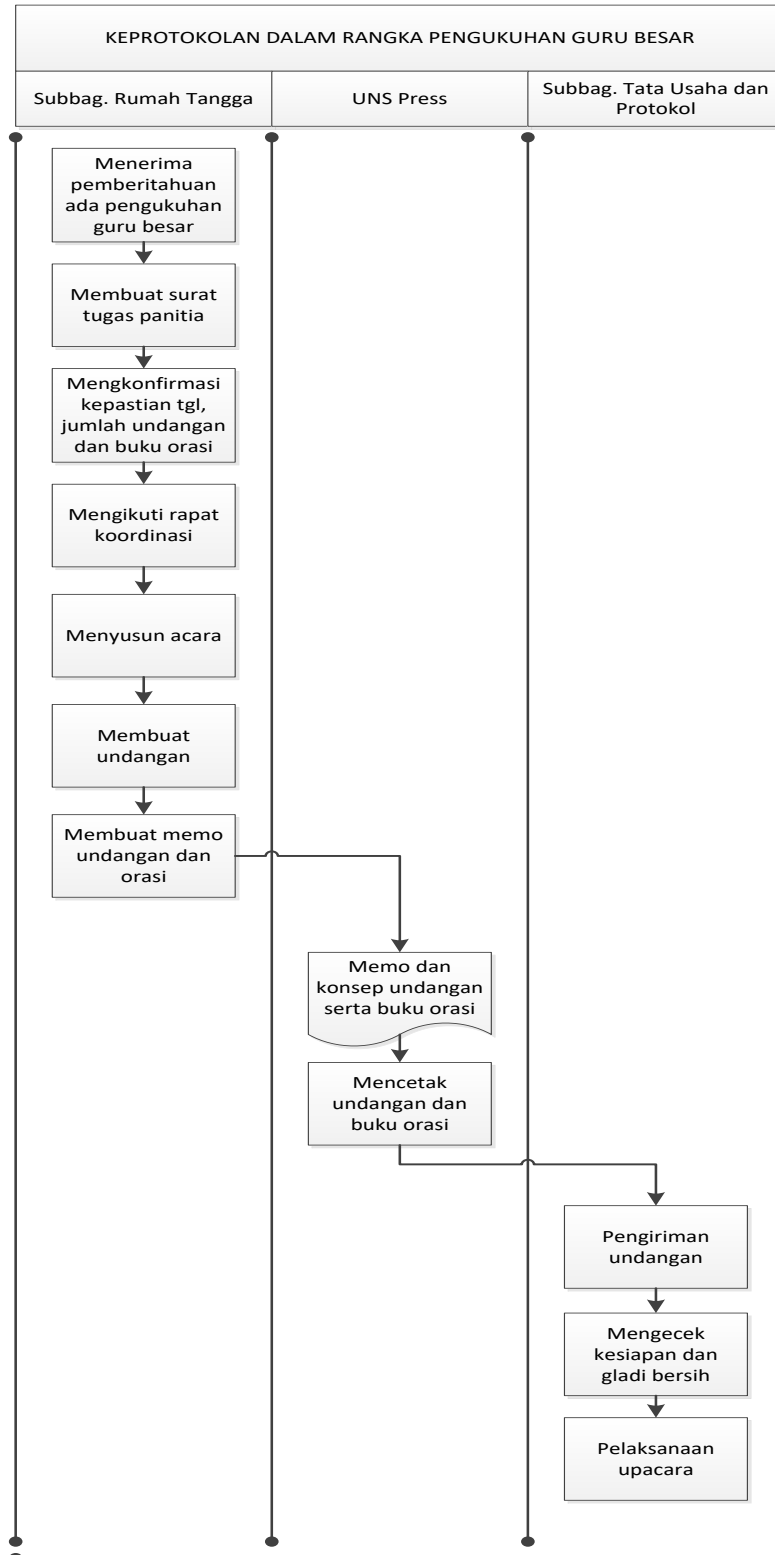 KEPROTOKOLAN DALAM RANGKA PENGUKUHAN GURU BESAR
Subbag. Rumah Tangga
UNS Press
Subbag. Tata Usaha dan
Protokol
Menerima
pemberitahuan
ada pengukuhan
guru besar
Membuat surat
tugas panitia
Mengkonfirmasi
kepastian tgl,
jumlah undangan
dan buku orasi
Mengikuti rapat
koordinasi
Menyusun acara
Membuat
undangan
Membuat memo
undangan dan
orasi
Memo dan
konsep undangan
serta buku orasi
Mencetak
undangan dan
buku orasi
Pengiriman
undangan
Mengecek
kesiapan dan
gladi bersih
Pelaksanaan
upacara